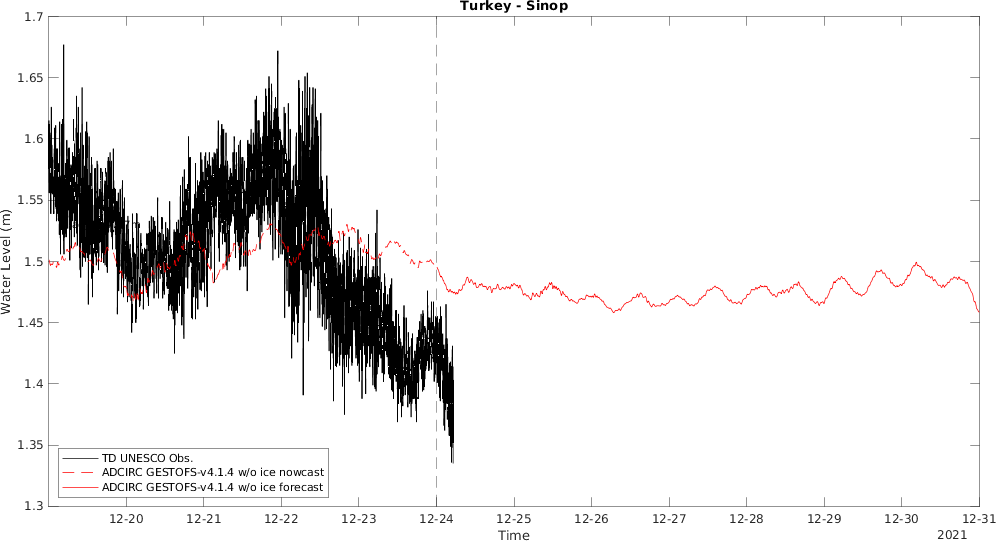 Turkey - Sinop
1.7
1.65
1.6
1.55
1.5
1.45
1.4
1.35
1.3
Water Level (m)
TD UNESCO Obs.
ADCIRC GESTOFS-v4.1.4 w/o ice nowcast
ADCIRC GESTOFS-v4.1.4 w/o ice forecast
12-20 12-21 12-22 12-23 12-24 12-25 12-26 12-27 12-28 12-29 12-30 12-31
Time
2021